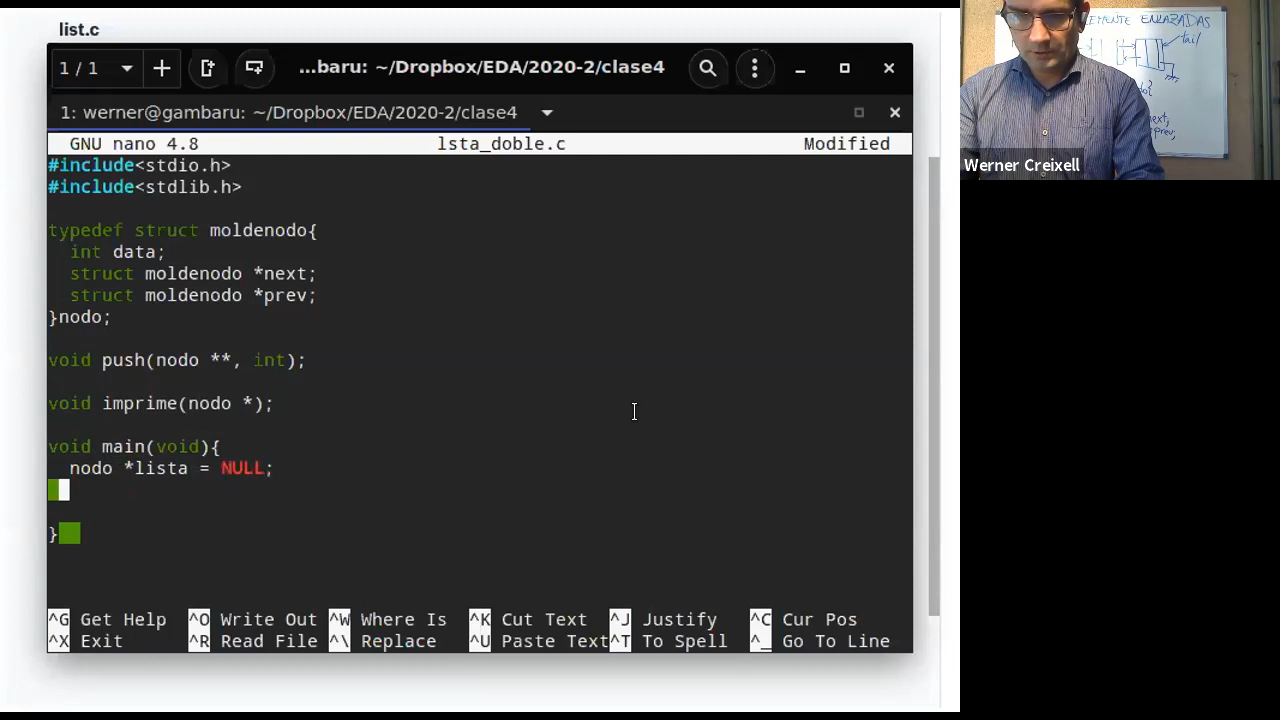 list.c
1 / 1
...baru: ~/Dropbox/EDA/2020-2/clase4
1: werner@gambaru: ~/Dropbox/EDA/2020-2/clase4
GNU nano 4.8 lsta_doble.c Modified
#include<stdio.h>
#include<stdlib.h>
typedef struct moldenodo{
int data;
struct moldenodo *next;
struct moldenodo *prev;
}nodo;
void push(nodo **, int);
void imprime(nodo *);
void main(void){
nodo *lista = NULL;
}
^G Get Help ^O Write Out ^W Where Is ^K Cut Text ^J Justify ^C Cur Pos
^X Exit ^R Read File ^\ Replace ^U Paste Text ^T To Spell ^_ Go To Line
ENLAZADAS
tail
Werner Creixell